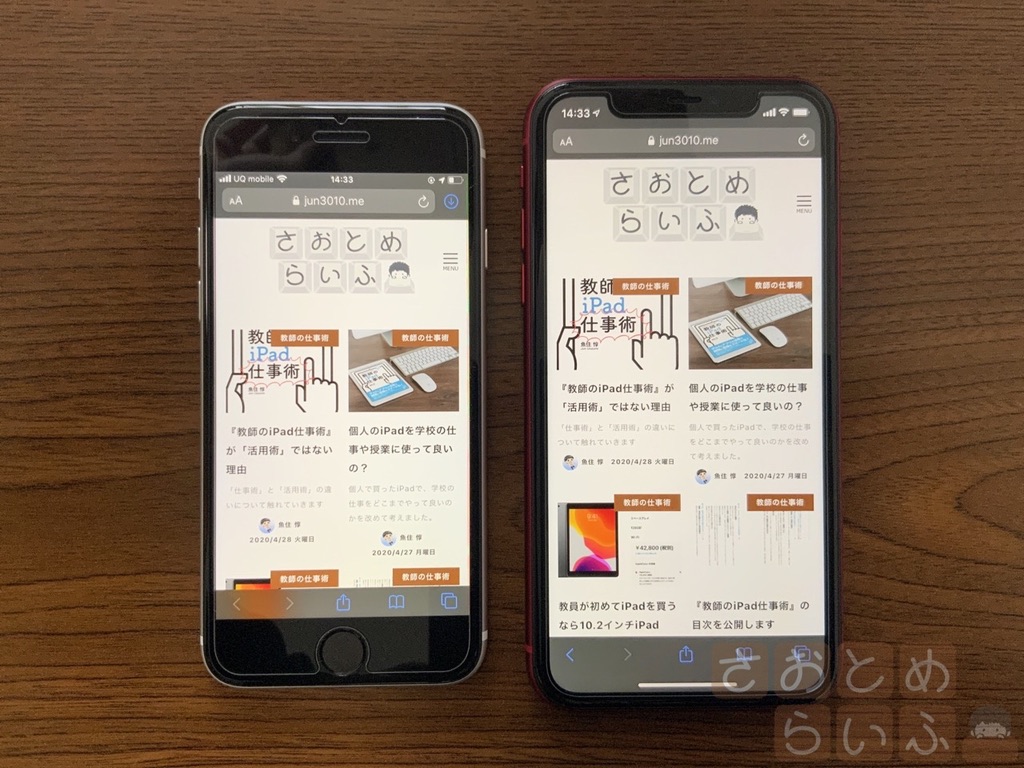 UQ mobile 14:33
AA jun3010.me
さおとめ
らいふ
MENU
教師の仕事術
iPad
仕事術
魚住 惇
教師の仕事術
『教師のiPad仕事術』
が「活用術」ではない
理由
「仕事術」と「活用術」の違
いについて触れていきます
魚住 惇
2020/4/28 火曜日
個人のiPadを学校の仕
事や授業に使って良い
の？
個人で買ったiPadで、学校の
仕事をどこまでやって良いの
かを改めて考えました。
魚住 惇
2020/4/27 月曜日
教師の仕事術
教師の仕事術
14:33
AA jun3010.me
さおとめ
らいふ
MENU
教師
教師の仕事術
iPad
仕事術
魚住 惇
教師の仕事術
『教師のiPad仕事術』が
「活用術」ではない理由
「仕事術」と「活用術」の違いに
ついて触れていきます
魚住 惇 2020/4/28 火曜日
個人のiPadを学校の仕事
や授業に使って良いの？
個人で買ったiPadで、学校の仕事
をどこまでやって良いのかを改め
て考えました。
魚住 惇 2020/4/27 月曜日
教師の仕事術
¥42,800 (税別)
教師の仕事術
教員が初めてiPadを買う
なら10.2インチiPad
『教師のiPad仕事術』の
目次を公開します
さおとめ
らいふ